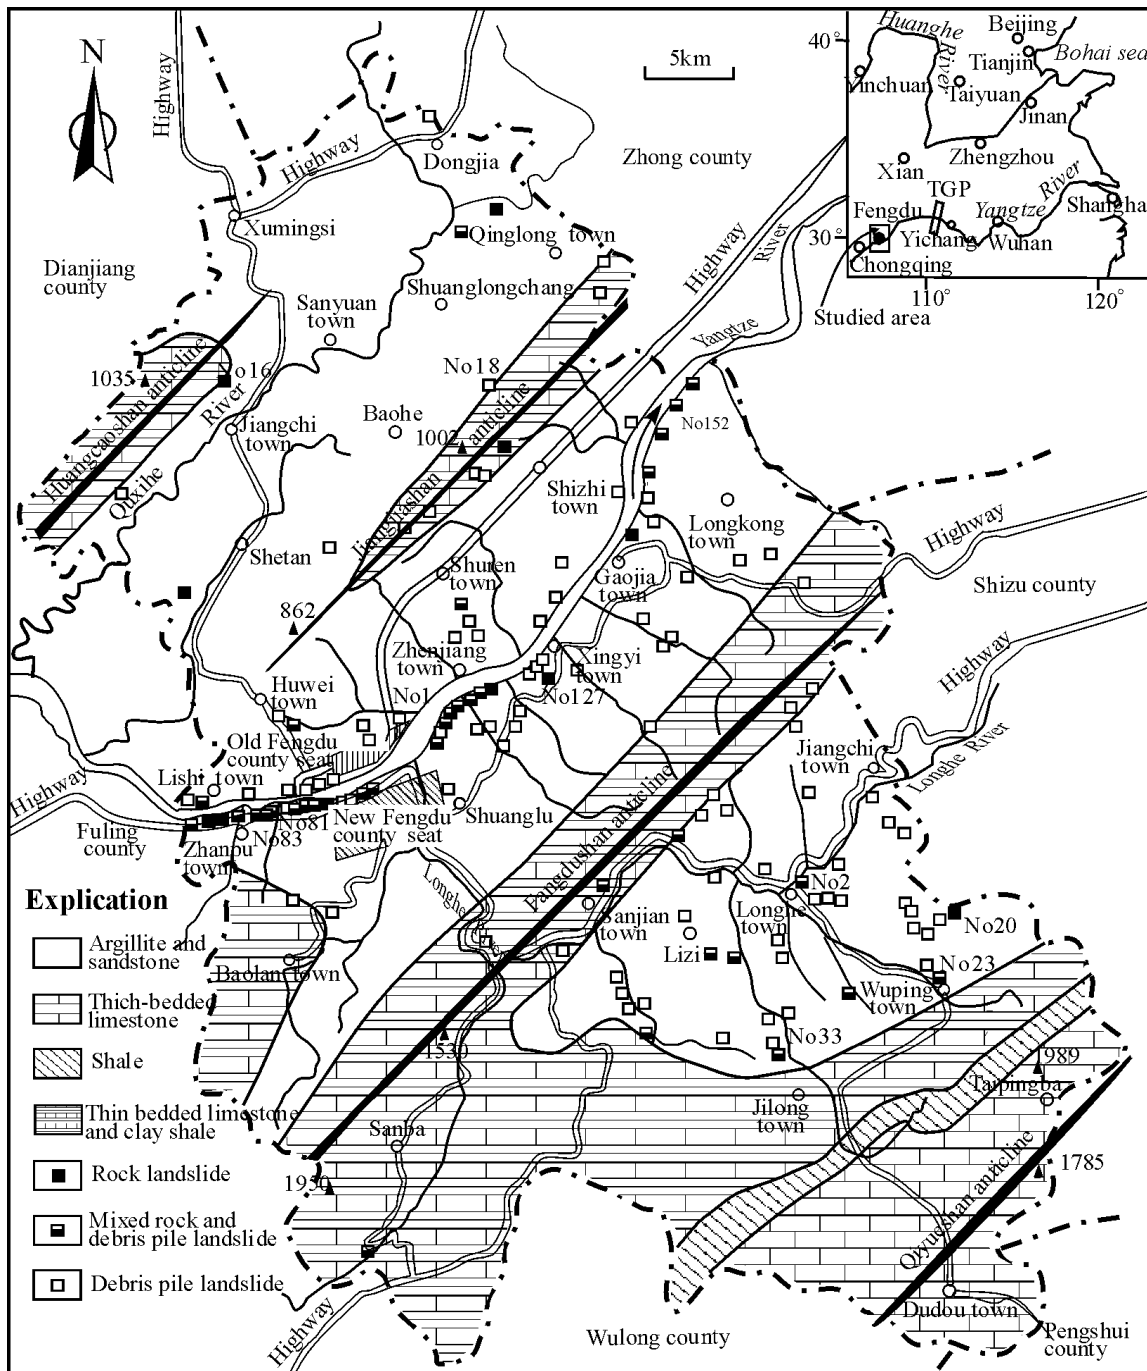 N
Highway
Highway
5km
Zhong county
Dongjia
Xumingsi
Qinglong town
Dianjiang
county
Sanyuan
town
Shuanglongchang
Highway
River
Yangtze
40°
30°
110°
120°
Huanghe
River
Beijing
Tianjin
Bohai sea
Yinchuan
Taiyuan
Jinan
Zhengzhou
Xian
TGP
Yangtze
River
Shangha
Fengdu
Yichang
Wuhan
Chongqing
Studied area
1035
o16
Huangcaoshan anticline
River
Quxihe
Jiangchi
town
No18
Baohe
1002
anticline
Jiangjiashan
No152
Shizhi
town
Longkong
town
Highway
Shetan
Shuren
town
Gaojia
town
Shizu county
862
Zhenjiang
town
Xingyi
town
Highway
Huwei
town
No1
No127
Old Fengdu
county seat
Jiangchi
town
Longhe River
Lishi town
Highway
Fuling
county
No81
No83
New Fengdu
county seat
Shuanglu
Zhanpu
town
Fangdushan anticline
Longhe
No2
Longhe
town
Sanjian
town
No20
Lizi
No23
Baolan town
Wuping
town
1530
No33
989
Taipingba
Jilong
town
Sanba
1785
1950
Qiyueshan anticline
Dudou town
Highway
Wulong county
Pengshui
county
Explication
Argillite and
sandstone
Thich-bedded
limestone
Shale
Thin bedded limestone
and clay shale
Rock landslide
Mixed rock and
debris pile landslide
Debris pile landslide